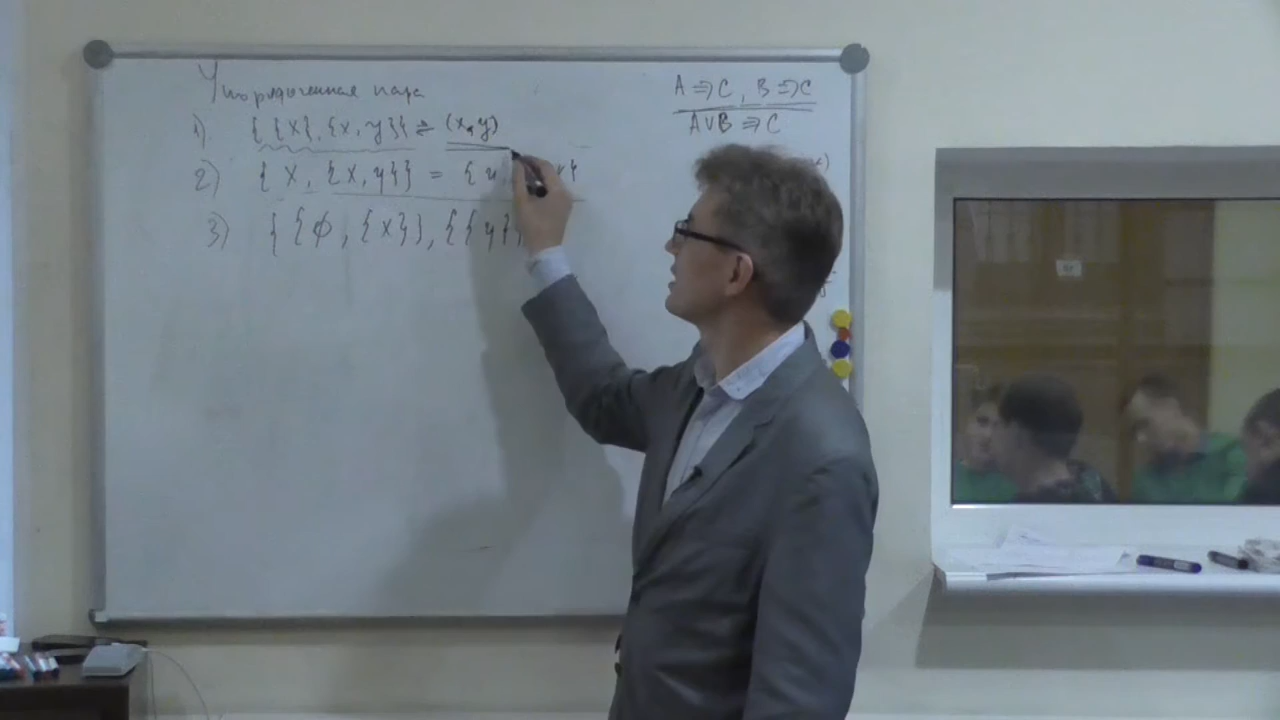 Упорядоченная пара
1). {{x}, {x, y}} ⇌ (x, y)
2) {x, {x, y}} = {u
3) {{∅, {x}}, {{y}}
A ⇒ C, B ⇒ C
A∨B ⇒ C